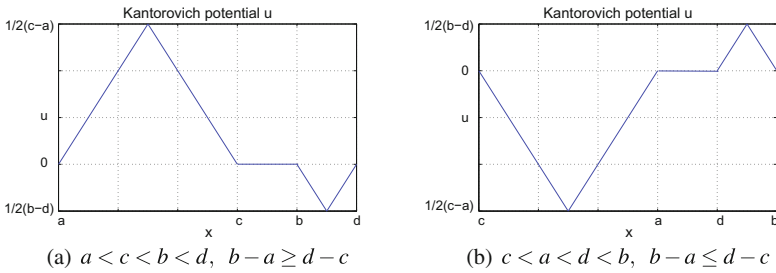 Kantorovich potential u
1/2(c−a)
u
0
1/2(b−d)
a
c
b
d
x
(a) a < c < b < d, b − a ≥ d − c
Kantorovich potential u
1/2(b−d)
0
u
1/2(c−a)
c
a
d
b
x
(b) c < a < d < b, b − a ≤ d − c